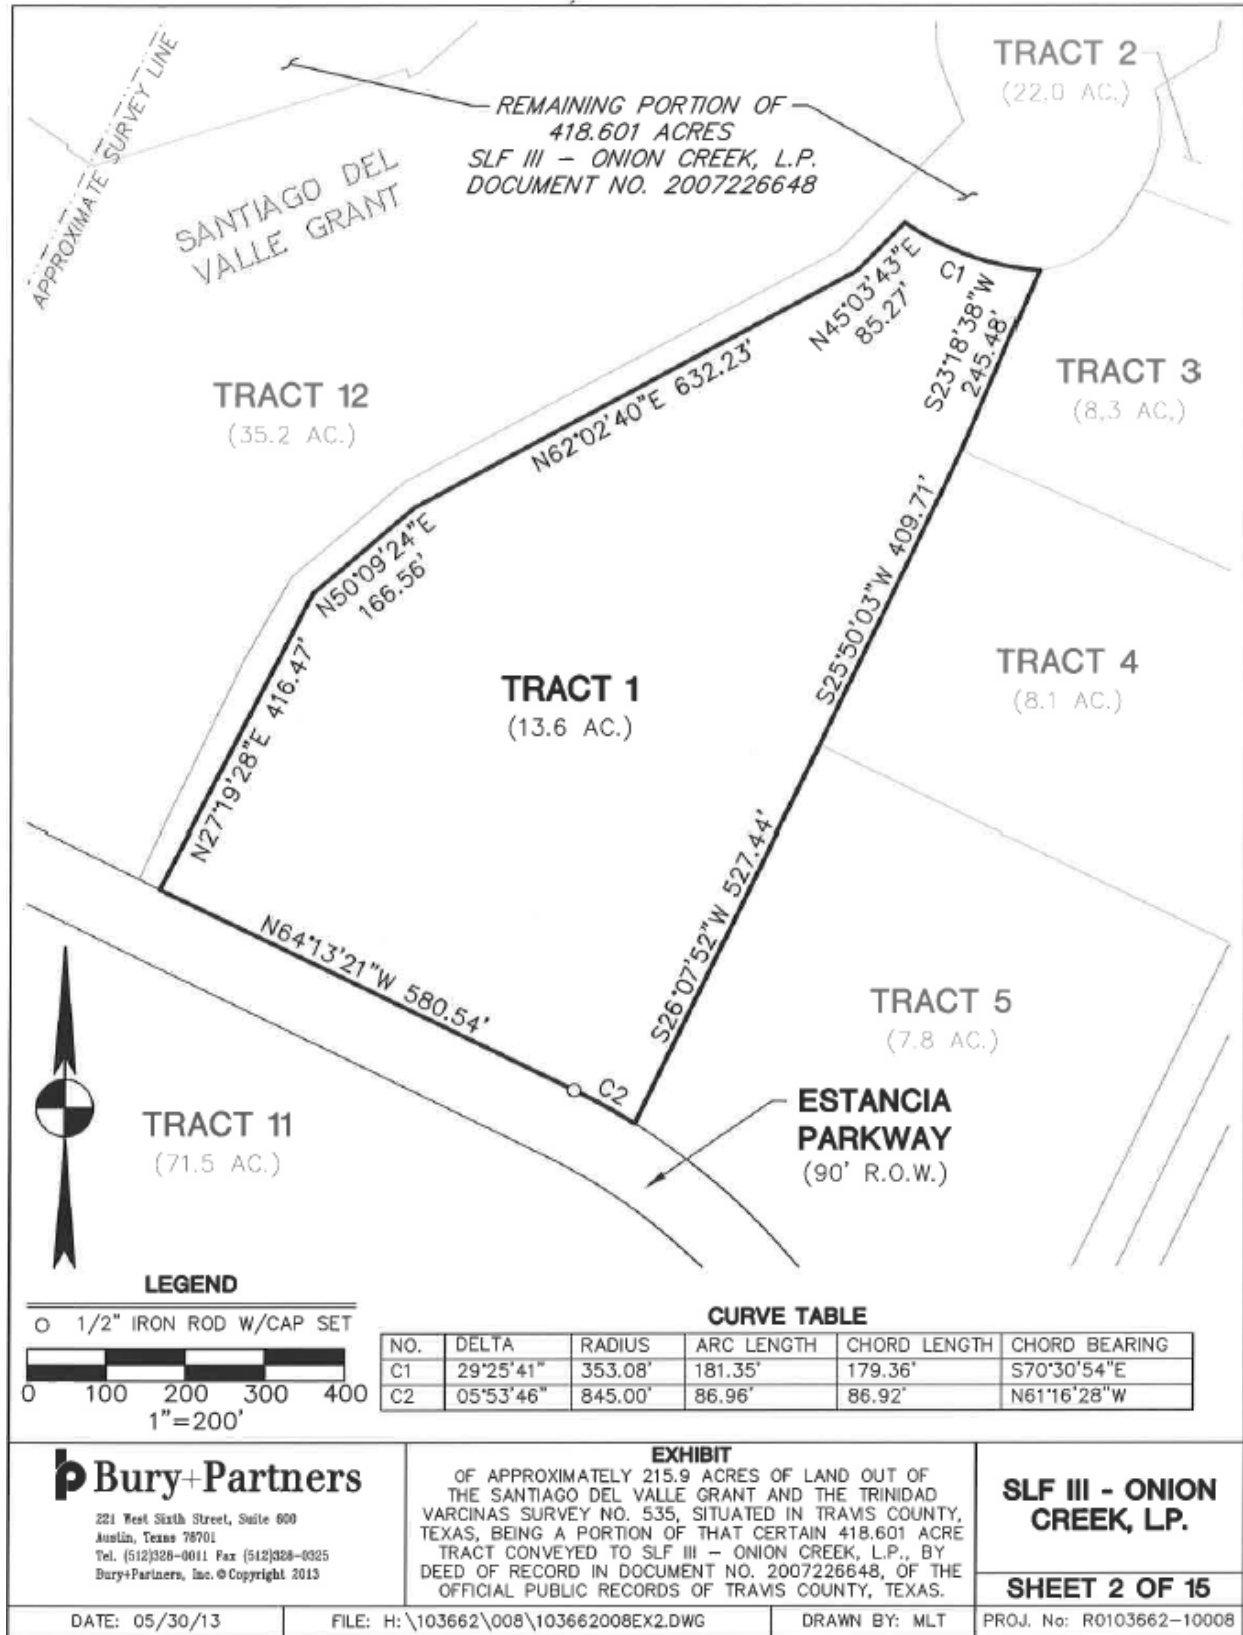 TRACT 2
(22.0 AC.)
APPROXIMATE SURVEY LINE
REMAINING PORTION OF
418.601 ACRES
SLF III – ONION CREEK, L.P.
DOCUMENT NO. 2007226648
SANTIAGO DEL
VALLE GRANT
N45°03'43"E
85.27'
C1
S23°18'38"W
245.48'
TRACT 3
(8.3 AC.)
TRACT 12
(35.2 AC.)
N62°02'40"E 632.23'
N50°09'24"E
166.56'
S25°50'03"W 409.71'
TRACT 4
(8.1 AC.)
TRACT 1
(13.6 AC.)
N27°19'28"E 416.47'
N64°13'21"W 580.54'
S26°07'52"W 527.44'
TRACT 5
(7.8 AC.)
C2
ESTANCIA
PARKWAY
(90' R.O.W.)
TRACT 11
(71.5 AC.)
LEGEND
O 1/2" IRON ROD W/CAP SET
0 100 200 300 400
1"=200'
CURVE TABLE
NO. DELTA RADIUS ARC LENGTH CHORD LENGTH CHORD BEARING
C1 29°25'41" 353.08' 181.35' 179.36' S70°30'54"E
C2 05°53'46" 845.00' 86.96' 86.92' N61°16'28"W
Bury+Partners
221 West Sixth Street, Suite 600
Austin, Texas 78701
Tel. (512)328-0011 Fax (512)328-0325
Bury+Partners, Inc. © Copyright 2013
EXHIBIT
OF APPROXIMATELY 215.9 ACRES OF LAND OUT OF
THE SANTIAGO DEL VALLE GRANT AND THE TRINIDAD
VARCINAS SURVEY NO. 535, SITUATED IN TRAVIS COUNTY,
TEXAS, BEING A PORTION OF THAT CERTAIN 418.601 ACRE
TRACT CONVEYED TO SLF III – ONION CREEK, L.P., BY
DEED OF RECORD IN DOCUMENT NO. 2007226648, OF THE
OFFICIAL PUBLIC RECORDS OF TRAVIS COUNTY, TEXAS.
SLF III - ONION
CREEK, L.P.
SHEET 2 OF 15
DATE: 05/30/13
FILE: H:\103662\008\103662008EX2.DWG
DRAWN BY: MLT
PROJ. No: R0103662-10008